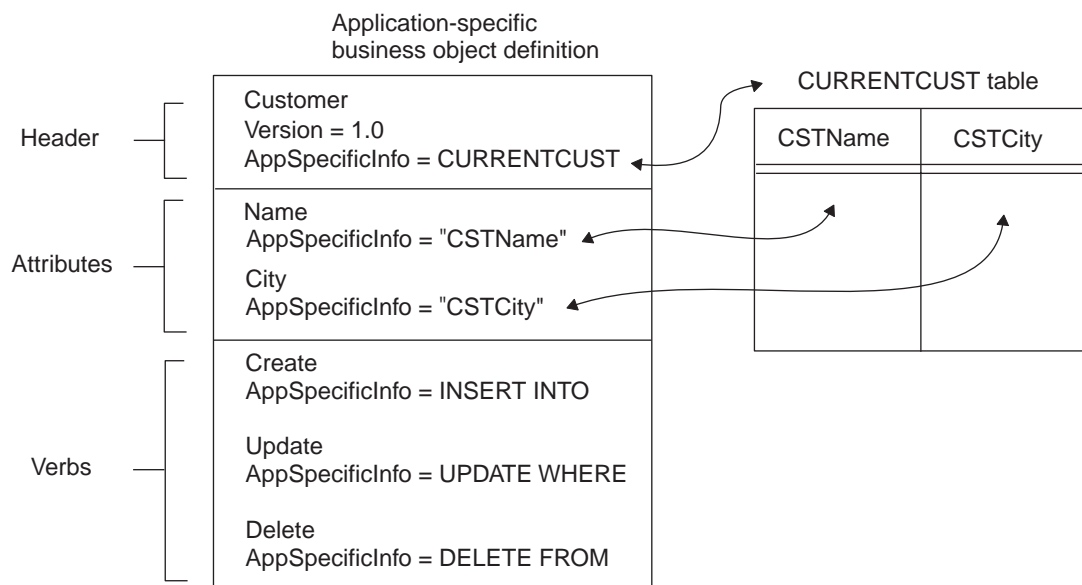 Application-specific
business object definition
Header
Customer
Version = 1.0
AppSpecificInfo = CURRENTCUST
Attributes
Name
AppSpecificInfo = "CSTName"
City
AppSpecificInfo = "CSTCity"
Verbs
Create
AppSpecificInfo = INSERT INTO
Update
AppSpecificInfo = UPDATE WHERE
Delete
AppSpecificInfo = DELETE FROM
CURRENTCUST table
CSTName
CSTCity